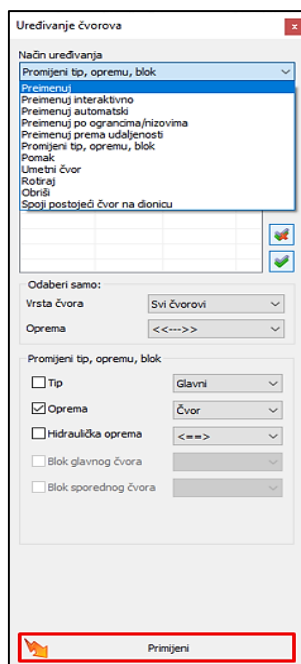 Uređivanje čvorova
Način uređivanja
Promijeni tip, opremu, blok
Preimenuj
Preimenuj interaktivno
Preimenuj automatski
Preimenuj po ograncima/nizovima
Preimenuj prema udaljenosti
Promijeni tip, opremu, blok
Pomak
Umetni čvor
Rotiraj
Obriši
Spoji postojeći čvor na dionicu
Odaberi samo:
Vrsta čvora Svi čvorovi
Oprema <<--->>
Promijeni tip, opremu, blok
Tip Glavni
Oprema Čvor
Hidraulička oprema <==>
Blok glavnog čvora
Blok sporednog čvora
Primijeni